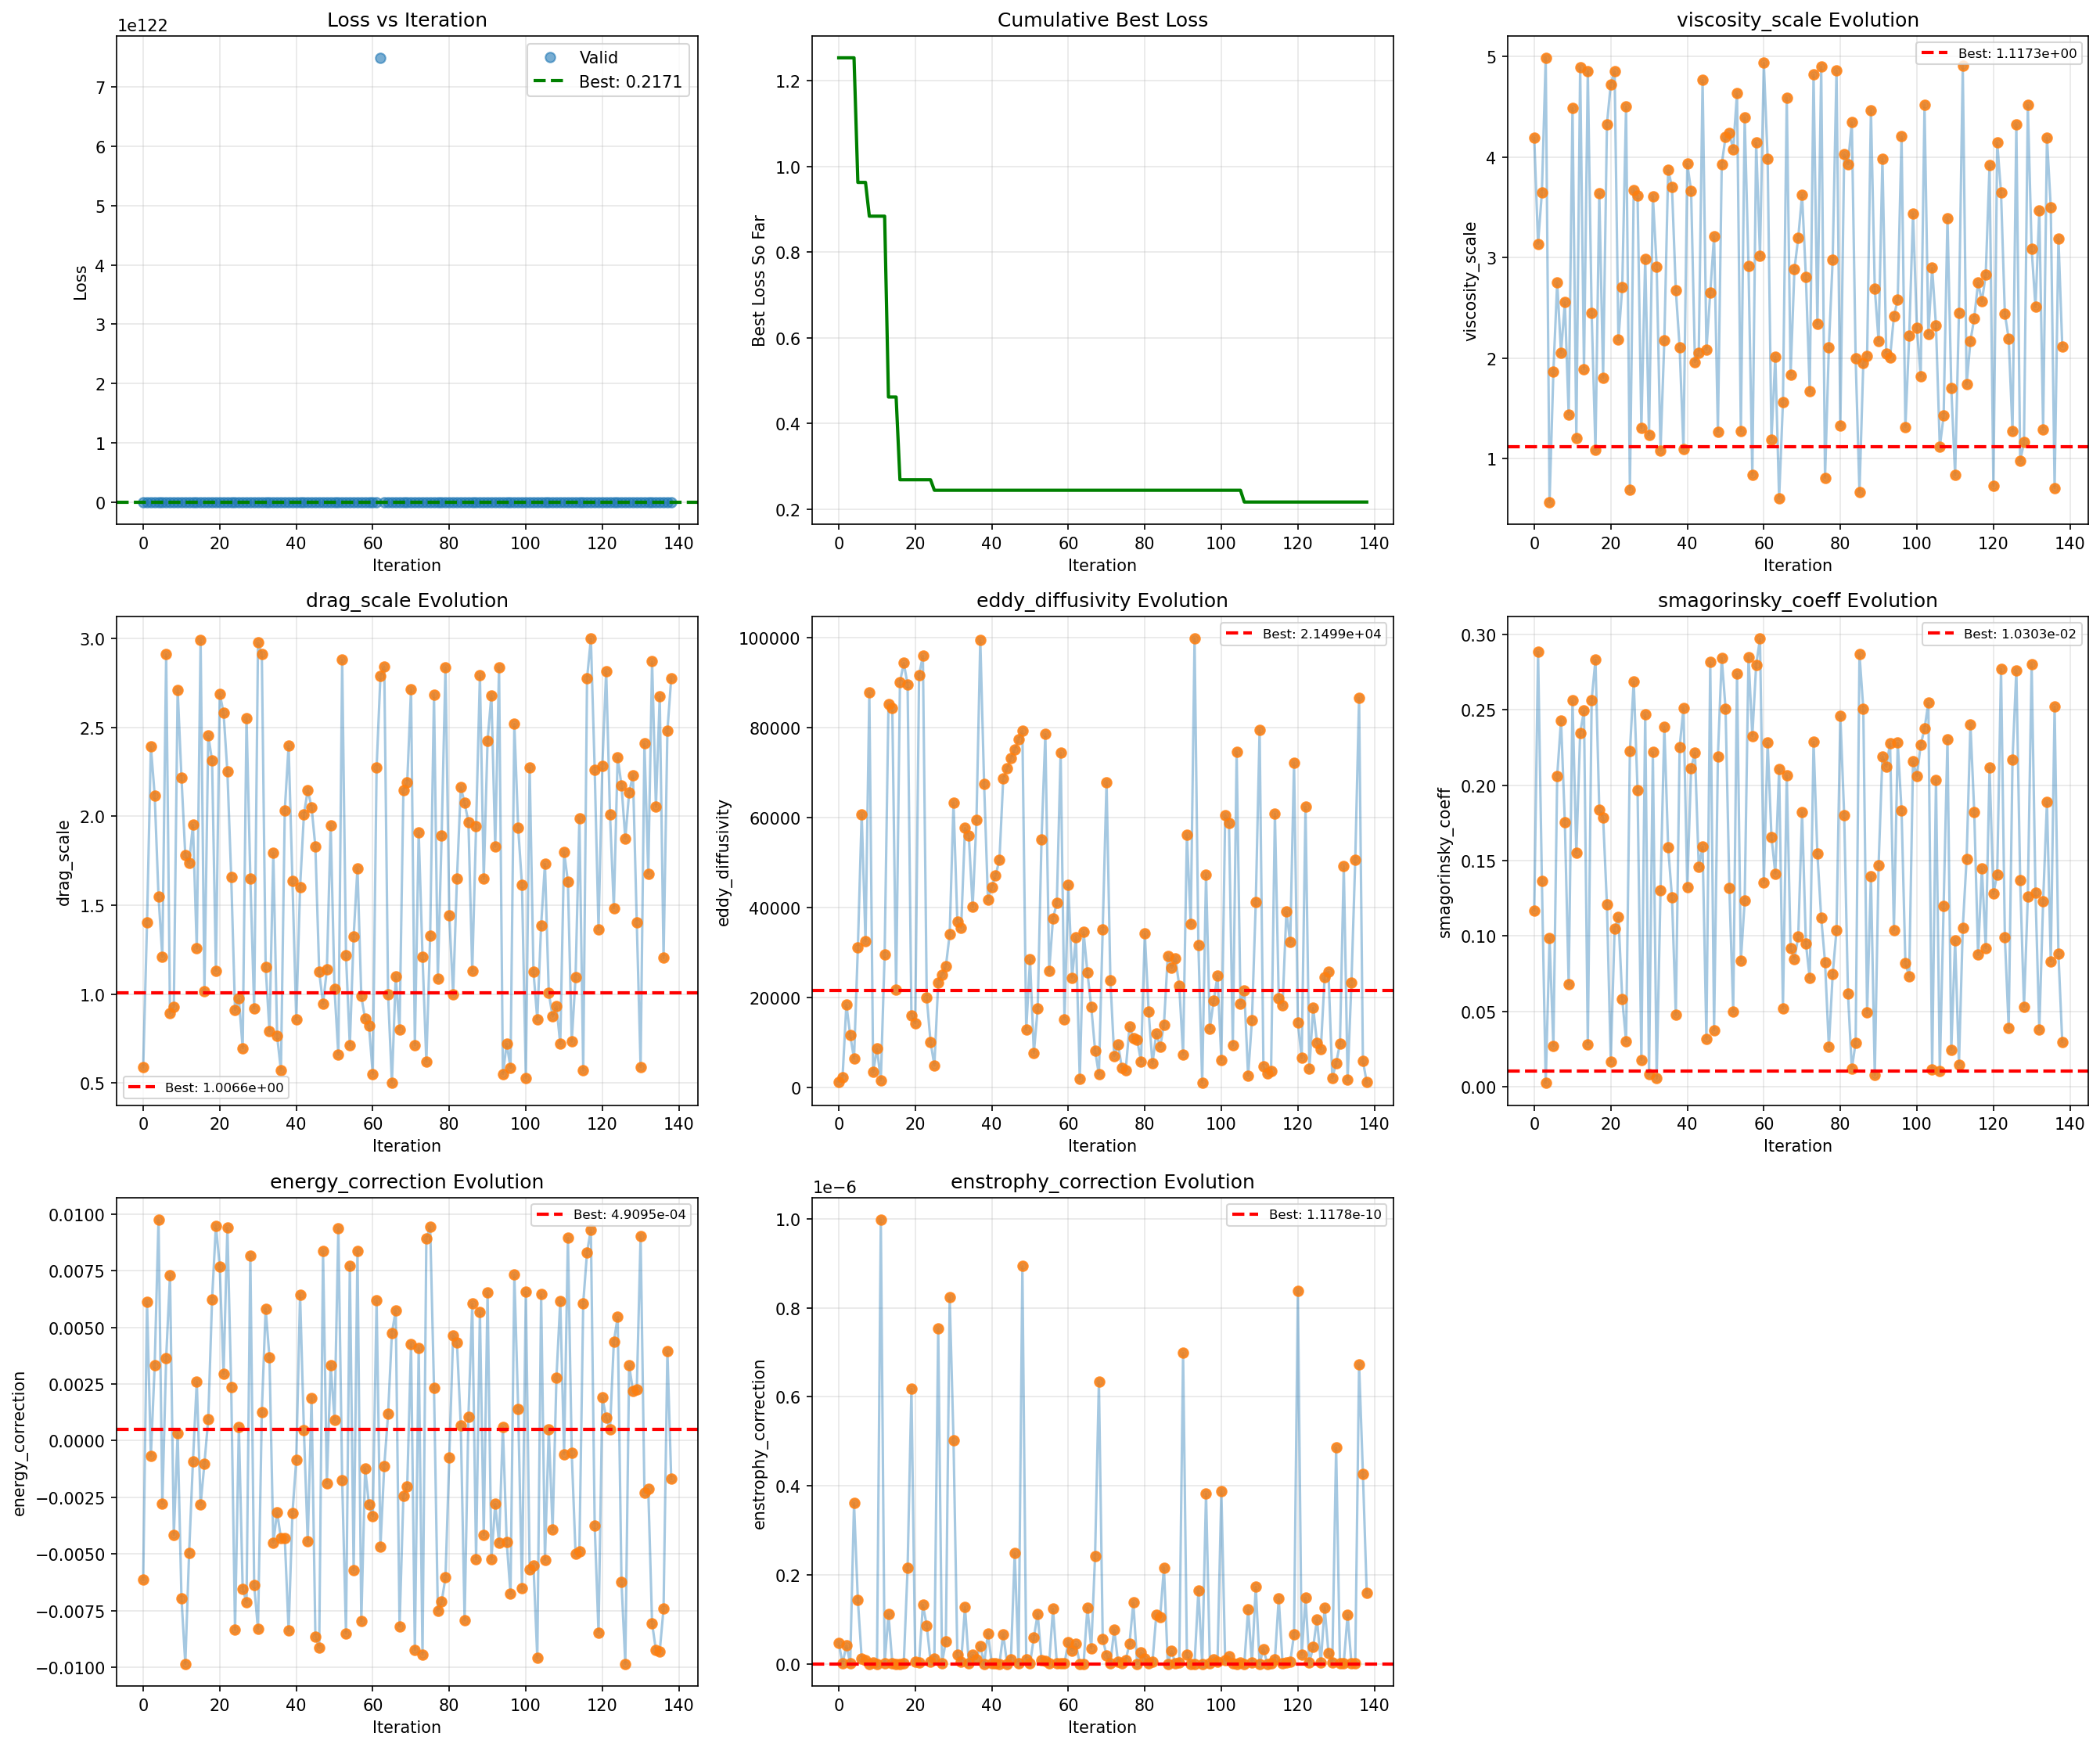 Loss vs Iteration
1e122
Loss
7
6
5
4
3
2
1
0
Valid
Best: 0.2171
0 20 40 60 80 100 120 140
Iteration
Cumulative Best Loss
Best Loss So Far
1.2
1.0
0.8
0.6
0.4
0.2
0 20 40 60 80 100 120 140
Iteration
viscosity_scale Evolution
viscosity_scale
5
4
3
2
1
Best: 1.1173e+00
0 20 40 60 80 100 120 140
Iteration
drag_scale Evolution
drag_scale
3.0
2.5
2.0
1.5
1.0
0.5
Best: 1.0066e+00
0 20 40 60 80 100 120 140
Iteration
eddy_diffusivity Evolution
eddy_diffusivity
100000
80000
60000
40000
20000
0
Best: 2.1499e+04
0 20 40 60 80 100 120 140
Iteration
smagorinsky_coeff Evolution
smagorinsky_coeff
0.30
0.25
0.20
0.15
0.10
0.05
0.00
Best: 1.0303e-02
0 20 40 60 80 100 120 140
Iteration
energy_correction Evolution
energy_correction
0.0100
0.0075
0.0050
0.0025
0.0000
−0.0025
−0.0050
−0.0075
−0.0100
Best: 4.9095e-04
0 20 40 60 80 100 120 140
Iteration
enstrophy_correction Evolution
1e−6
enstrophy_correction
1.0
0.8
0.6
0.4
0.2
0.0
Best: 1.1178e-10
0 20 40 60 80 100 120 140
Iteration